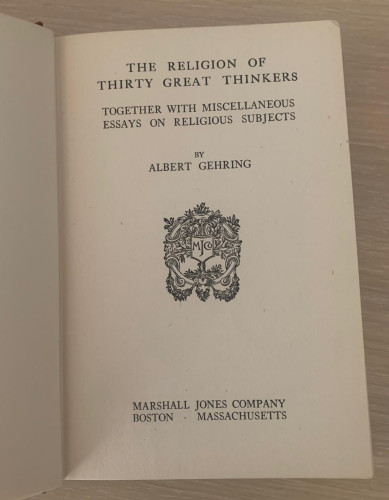 THE RELIGION OF
THIRTY GREAT THINKERS
TOGETHER WITH MISCELLANEOUS
ESSAYS ON RELIGIOUS SUBJECTS
BY
ALBERT GEHRING
MJCo
MARSHALL JONES COMPANY
BOSTON · MASSACHUSETTS